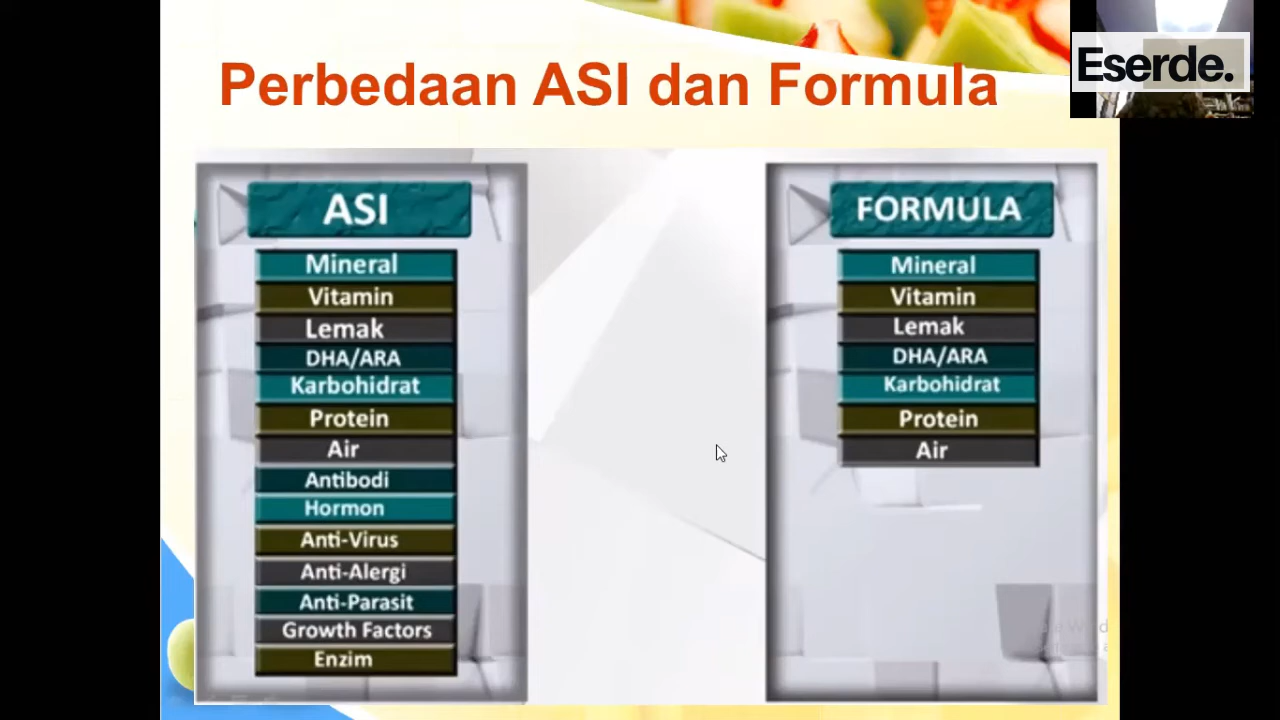 Perbedaan ASI dan Formula
Eserde.
ASI
Mineral
Vitamin
Lemak
DHA/ARA
Karbohidrat
Protein
Air
Antibodi
Hormon
Anti-Virus
Anti-Alergi
Anti-Parasit
Growth Factors
Enzim
FORMULA
Mineral
Vitamin
Lemak
DHA/ARA
Karbohidrat
Protein
Air